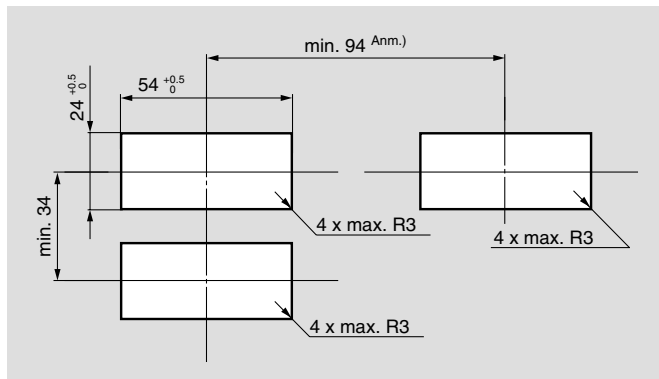 min. 94 Anm.)
54 +0.5 0
24 +0.5 0
min. 34
4 x max. R3
4 x max. R3
4 x max. R3